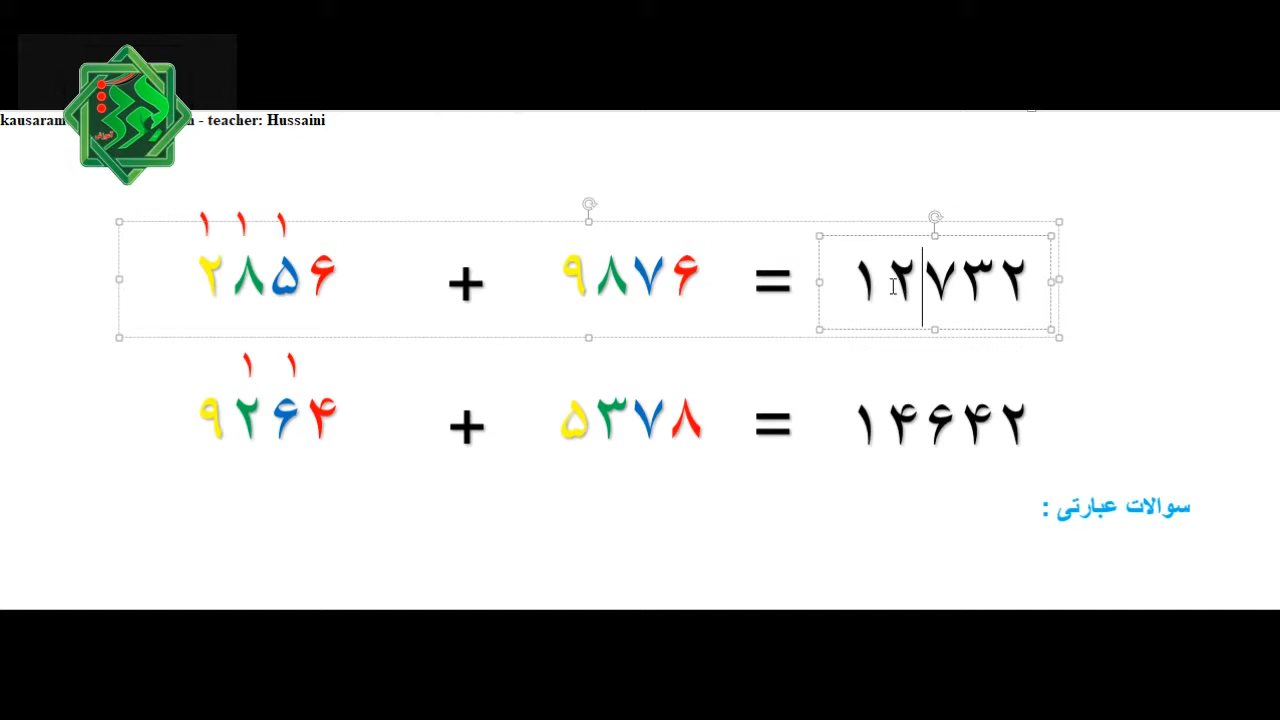 kausaram
n - teacher: Hussaini
۱ ۱ ۱
۲۸۵۶ + ۹۸۷۶ = ۱۲۷۳۲
۱ ۱
۹۲۶۴ + ۵۳۷۸ = ۱۴۶۴۲
سوالات عبارتی :